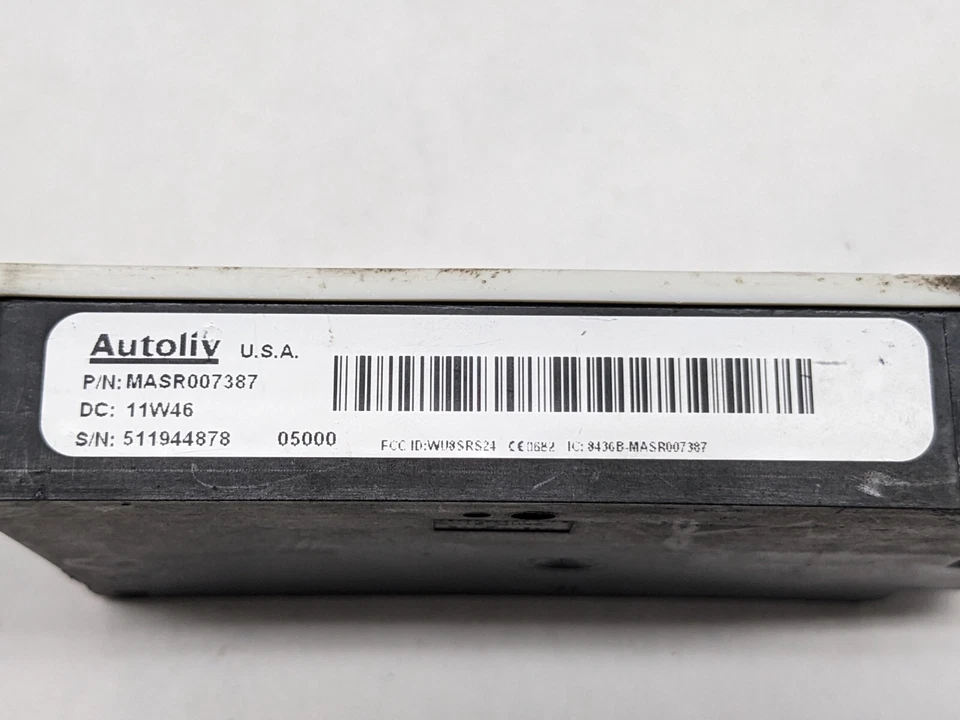 Autoliv U.S.A.
P/N: MASR007387
DC: 11W46
S/N: 511944878 05000
FCC ID:WU8SRS24 CE0682 IC: 8436B-MASR007387